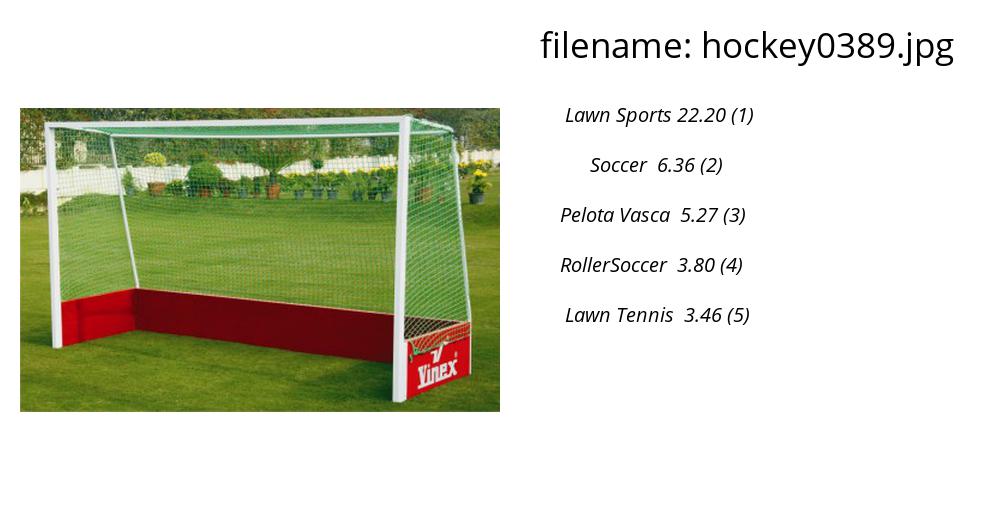 filename: hockey0389.jpg
Lawn Sports 22.20 (1)
Soccer 6.36 (2)
Pelota Vasca 5.27 (3)
RollerSoccer 3.80 (4)
Lawn Tennis 3.46 (5)
Vinex®